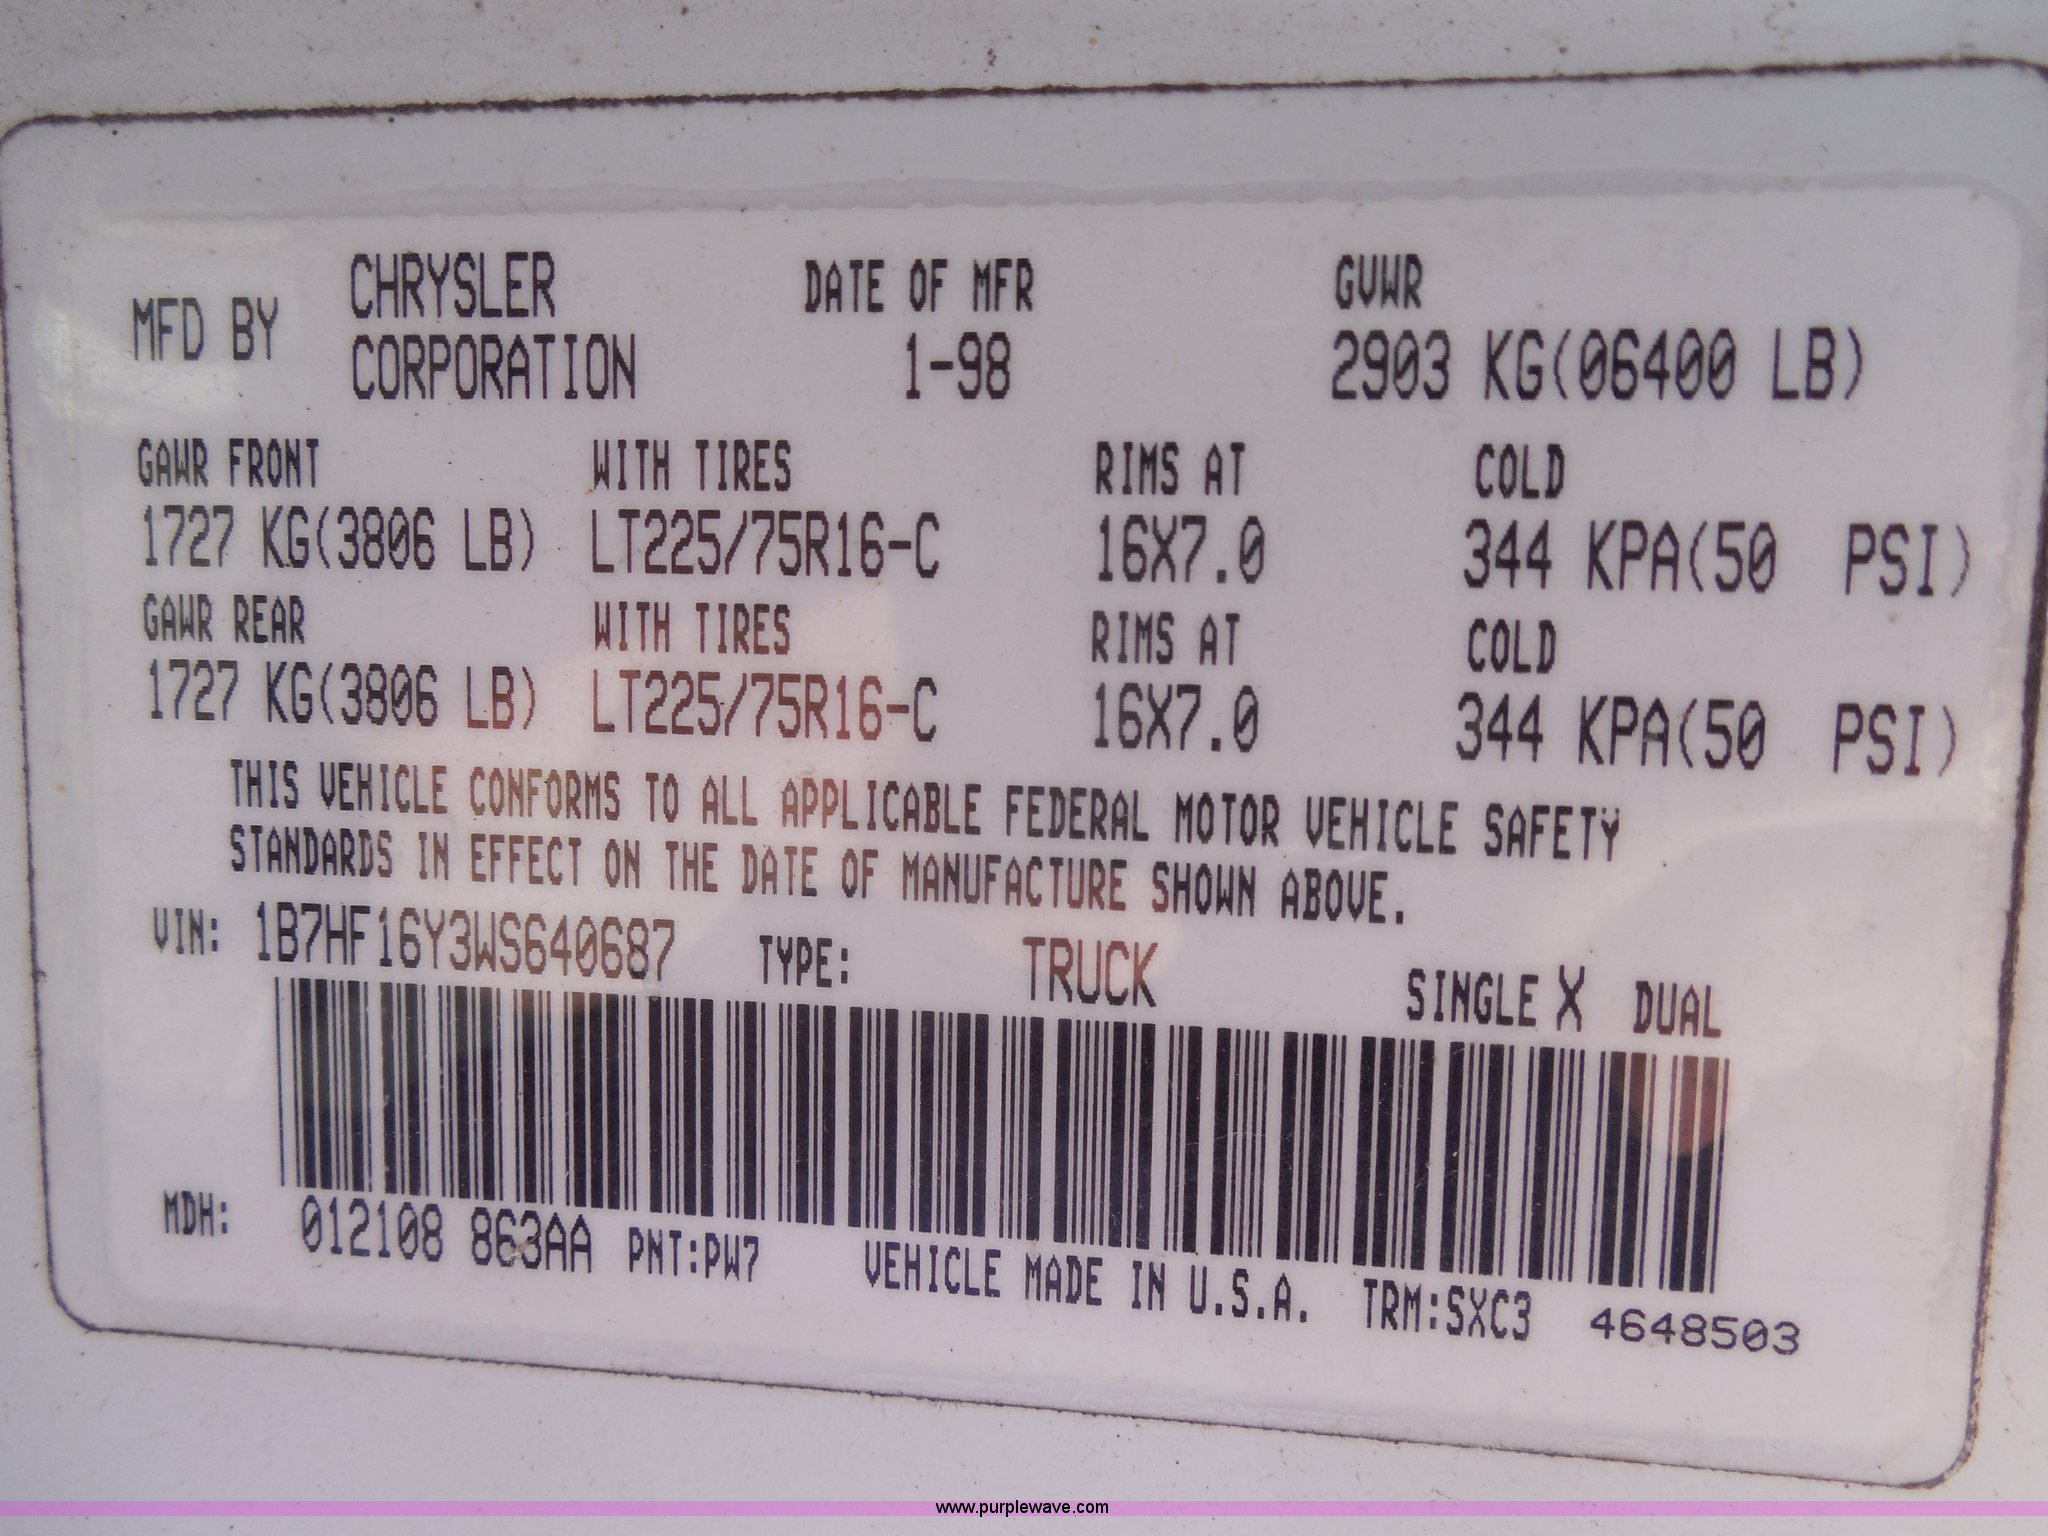 MFD BY CHRYSLER CORPORATION DATE OF MFR 1-98 GVWR 2903 KG(06400 LB)
GAWR FRONT WITH TIRES RIMS AT COLD
1727 KG(3806 LB) LT225/75R16-C 16X7.0 344 KPA(50 PSI)
GAWR REAR WITH TIRES RIMS AT COLD
1727 KG(3806 LB) LT225/75R16-C 16X7.0 344 KPA(50 PSI)
THIS VEHICLE CONFORMS TO ALL APPLICABLE FEDERAL MOTOR VEHICLE SAFETY
STANDARDS IN EFFECT ON THE DATE OF MANUFACTURE SHOWN ABOVE.
VIN: 1B7HF16Y3WS640687 TYPE: TRUCK SINGLE X DUAL
MDH: 012108 863AA PNT:PW7 VEHICLE MADE IN U.S.A. TRM:SXC3 4648503
www.purplewave.com